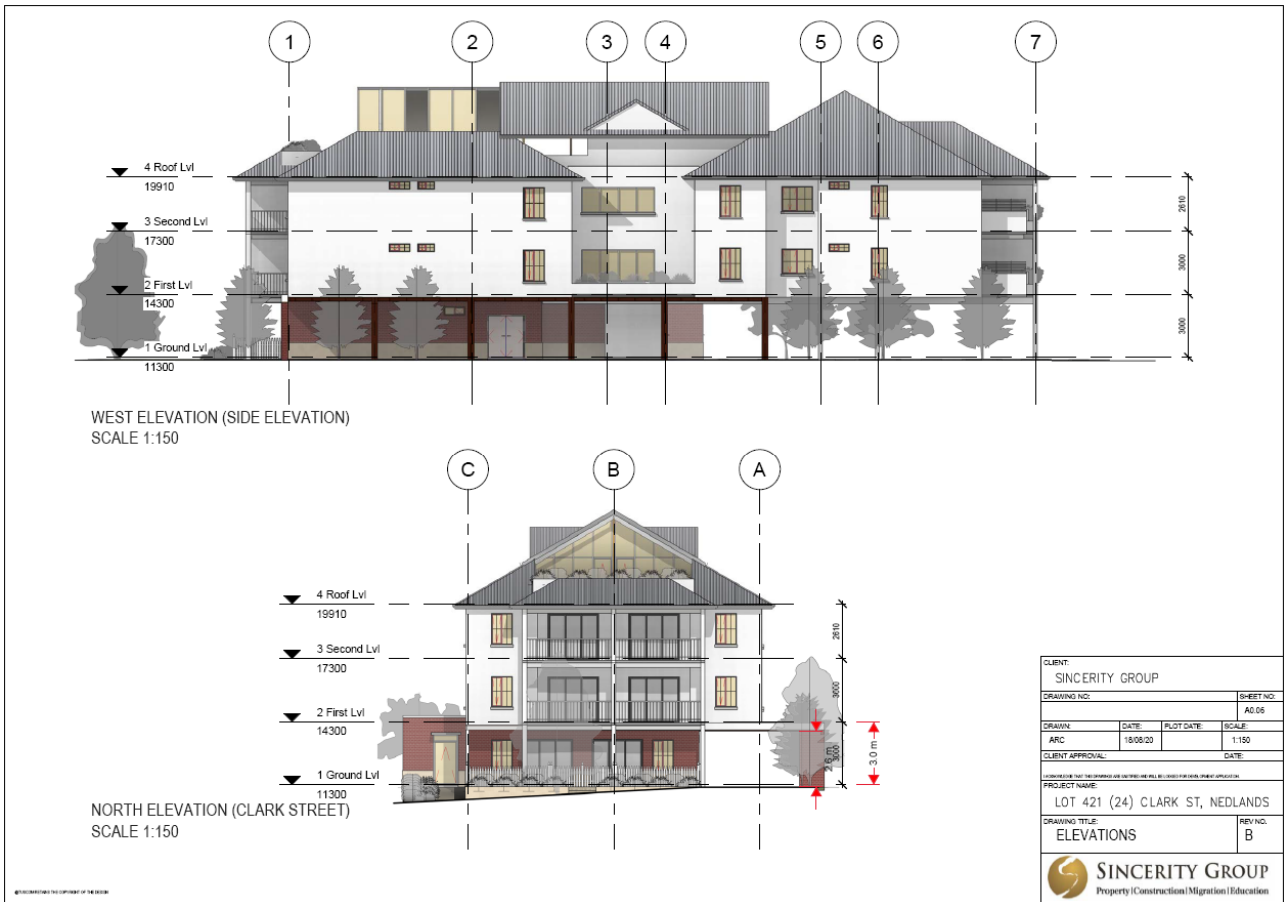 1 2 3 4 5 6 7
4 Roof Lvl
19910
3 Second Lvl
17300
2 First Lvl
14300
1 Ground Lvl
11300
2610
3000
3000
WEST ELEVATION (SIDE ELEVATION)
SCALE 1:150
C B A
4 Roof Lvl
19910
3 Second Lvl
17300
2 First Lvl
14300
1 Ground Lvl
11300
2610
3000
3000
2.6 m
3.0 m
NORTH ELEVATION (CLARK STREET)
SCALE 1:150
CLIENT:
SINCERITY GROUP
DRAWING NO: SHEET NO:
A0.06
DRAWN: DATE: PLOT DATE: SCALE:
ARC 18/08/20 1:150
CLIENT APPROVAL: DATE:
PROJECT NAME:
LOT 421 (24) CLARK ST, NEDLANDS
DRAWING TITLE: REV NO.
ELEVATIONS B
SINCERITY GROUP
Property|Construction|Migration|Education